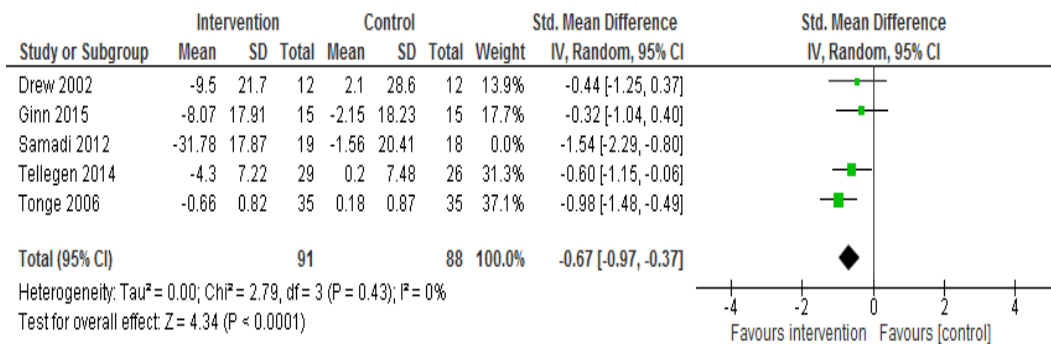 Intervention Control Std. Mean Difference Std. Mean Difference
Study or Subgroup Mean SD Total Mean SD Total Weight IV, Random, 95% CI IV, Random, 95% CI
Drew 2002 -9.5 21.7 12 2.1 28.6 12 13.9% -0.44 [-1.25, 0.37]
Ginn 2015 -8.07 17.91 15 -2.15 18.23 15 17.7% -0.32 [-1.04, 0.40]
Samadi 2012 -31.78 17.87 19 -1.56 20.41 18 0.0% -1.54 [-2.29, -0.80]
Tellegen 2014 -4.3 7.22 29 0.2 7.48 26 31.3% -0.60 [-1.15, -0.06]
Tonge 2006 -0.66 0.82 35 0.18 0.87 35 37.1% -0.98 [-1.48, -0.49]
Total (95% CI) 91 88 100.0% -0.67 [-0.97, -0.37]
Heterogeneity: Tau² = 0.00; Chi² = 2.79, df = 3 (P = 0.43); I² = 0%
Test for overall effect: Z = 4.34 (P < 0.0001)
-4 -2 0 2 4
Favours intervention Favours [control]